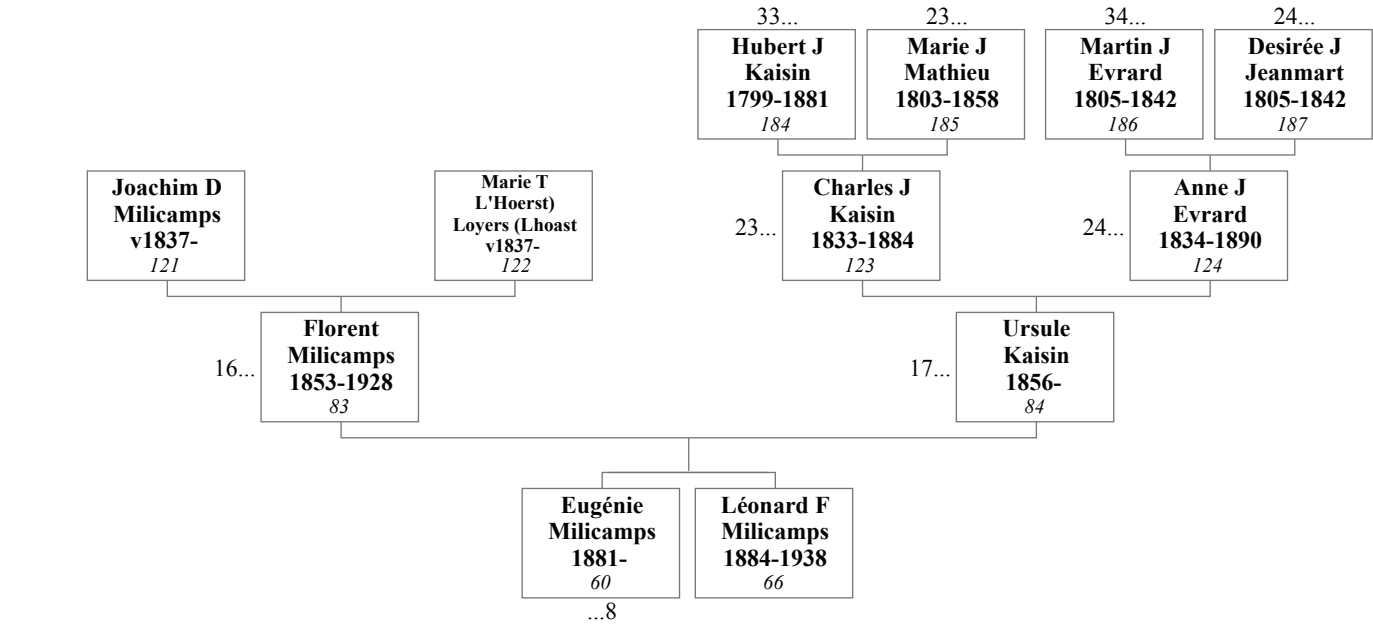 33...
23...
34...
24...
Hubert J
Kaisin
1799-1881
184
Marie J
Mathieu
1803-1858
185
Martin J
Evrard
1805-1842
186
Desirée J
Jeanmart
1805-1842
187
Joachim D
Milicamps
v1837-
121
Marie T
L'Hoerst)
Loyers (Lhoast
v1837-
122
23...
Charles J
Kaisin
1833-1884
123
24...
Anne J
Evrard
1834-1890
124
16...
Florent
Milicamps
1853-1928
83
17...
Ursule
Kaisin
1856-
84
Eugénie
Milicamps
1881-
60
...8
Léonard F
Milicamps
1884-1938
66